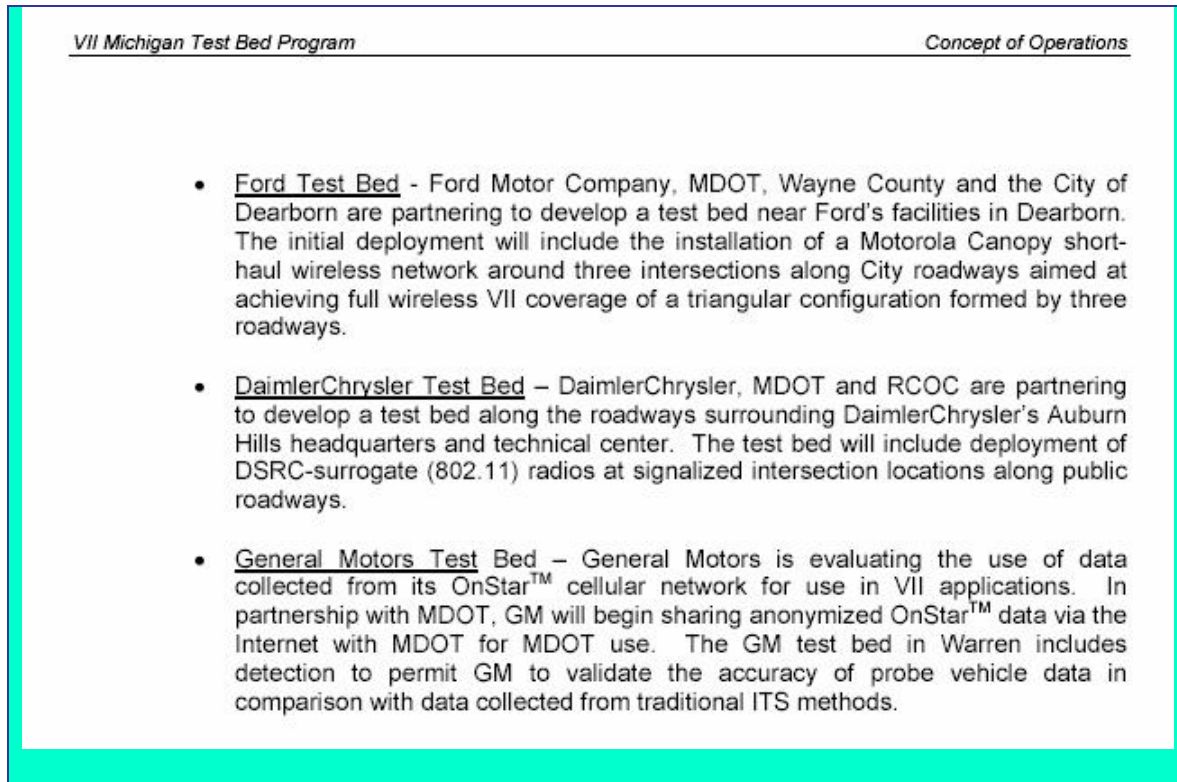 VII Michigan Test Bed Program Concept of Operations
• Ford Test Bed - Ford Motor Company, MDOT, Wayne County and the City of
Dearborn are partnering to develop a test bed near Ford's facilities in Dearborn.
The initial deployment will include the installation of a Motorola Canopy short-
haul wireless network around three intersections along City roadways aimed at
achieving full wireless VII coverage of a triangular configuration formed by three
roadways.
• DaimlerChrysler Test Bed – DaimlerChrysler, MDOT and RCOC are partnering
to develop a test bed along the roadways surrounding DaimlerChrysler's Auburn
Hills headquarters and technical center. The test bed will include deployment of
DSRC-surrogate (802.11) radios at signalized intersection locations along public
roadways.
• General Motors Test Bed – General Motors is evaluating the use of data
collected from its OnStar™ cellular network for use in VII applications. In
partnership with MDOT, GM will begin sharing anonymized OnStar™ data via the
Internet with MDOT for MDOT use. The GM test bed in Warren includes
detection to permit GM to validate the accuracy of probe vehicle data in
comparison with data collected from traditional ITS methods.